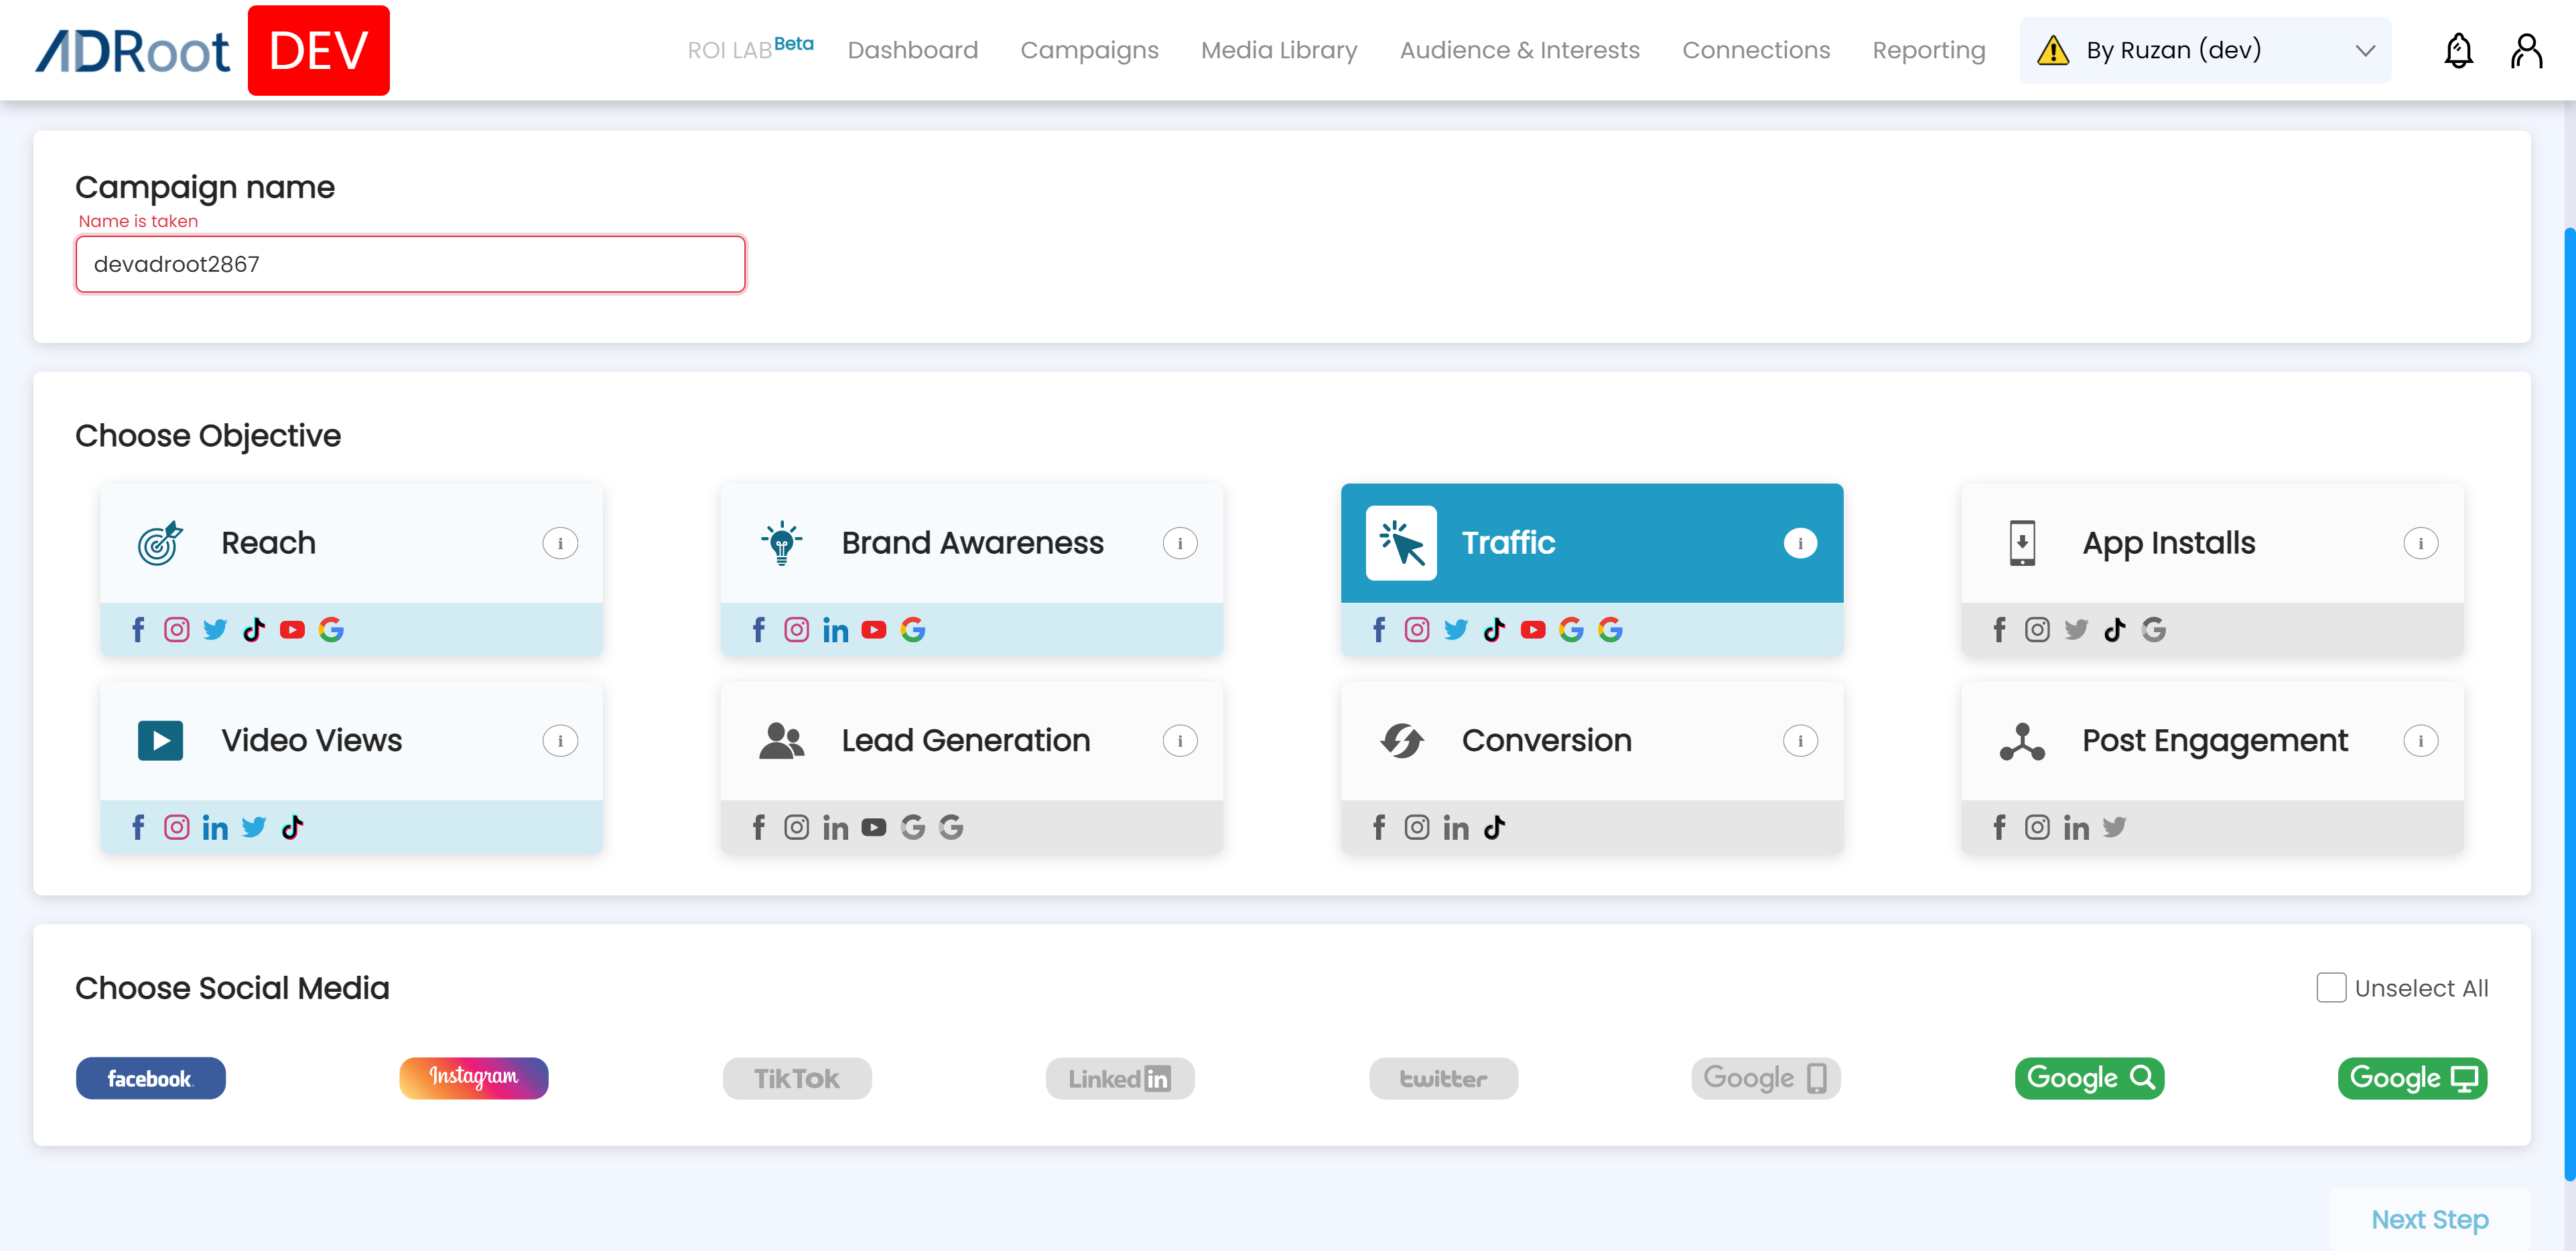 ADRoot DEV
ROI LAB Beta Dashboard Campaigns Media Library Audience & Interests Connections Reporting By Ruzan (dev)
Campaign name
Name is taken
devadroot2867
Choose Objective
Reach Brand Awareness Traffic App Installs
Video Views Lead Generation Conversion Post Engagement
Choose Social Media Unselect All
facebook Instagram TikTok Linked in twitter Google Google Google
Next Step